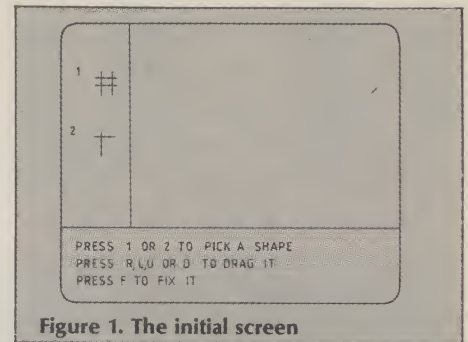 1
2
PRESS 1 OR 2 TO PICK A SHAPE
PRESS R,L,U OR D TO DRAG IT
PRESS F TO FIX IT
Figure 1. The initial screen